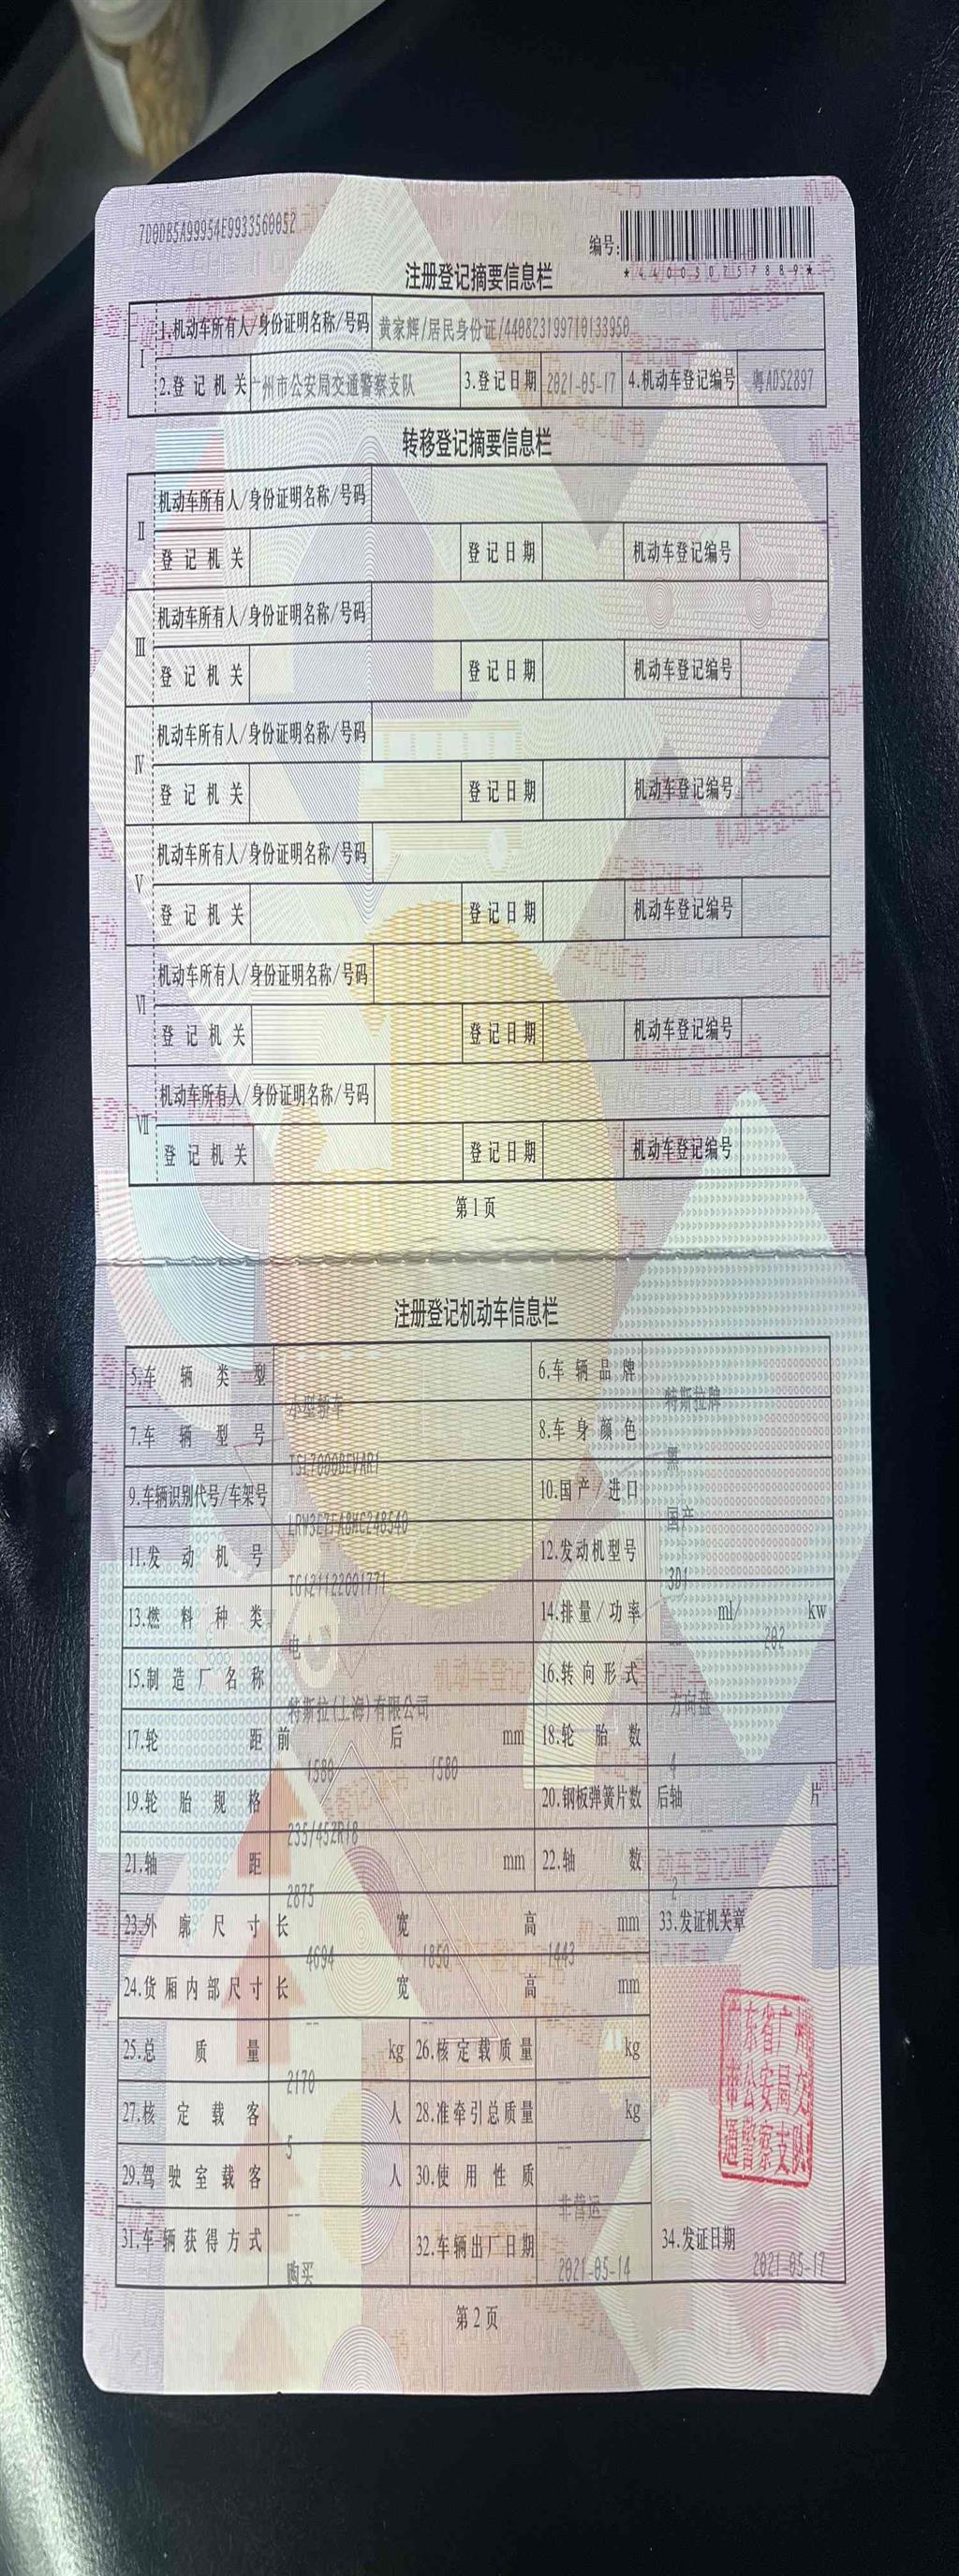 7D0DB5A99954E9933560052
编号:
*440030757889*
注册登记摘要信息栏
I 1.机动车所有人/身份证明名称/号码 黄家辉/居民身份证/440823199710133950
2.登记机关 广州市公安局交通警察支队 3.登记日期 2021-05-17 4.机动车登记编号 粤ADS2897
转移登记摘要信息栏
II 机动车所有人/身份证明名称/号码
登记机关 登记日期 机动车登记编号
III 机动车所有人/身份证明名称/号码
登记机关 登记日期 机动车登记编号
IV 机动车所有人/身份证明名称/号码
登记机关 登记日期 机动车登记编号
V 机动车所有人/身份证明名称/号码
登记机关 登记日期 机动车登记编号
VI 机动车所有人/身份证明名称/号码
登记机关 登记日期 机动车登记编号
VII 机动车所有人/身份证明名称/号码
登记机关 登记日期 机动车登记编号
第1页
注册登记机动车信息栏
5.车辆类型 小型轿车 6.车辆品牌 特斯拉牌
7.车辆型号 TSL7000BEVAR1 8.车身颜色 黑
9.车辆识别代号/车架号 10.国产/进口 国产
11.发动机号 TG121122001771 12.发动机型号 3D1
13.燃料种类 电 14.排量/功率 -- ml/ 202 kw
15.制造厂名称 特斯拉(上海)有限公司 16.转向形式 方向盘
17.轮距 前 1580 后 1580 mm 18.轮胎数 4
19.轮胎规格 235/45ZR18 20.钢板弹簧片数 后轴 -- 片
21.轴距 2875 mm 22.轴数 2
23.外廓尺寸 长 4694 宽 1850 高 1443 mm 33.发证机关章
24.货厢内部尺寸 长 -- 宽 -- 高 -- mm
25.总质量 2170 kg 26.核定载质量 -- kg
27.核定载客 5 人 28.准牵引总质量 -- kg
29.驾驶室载客 -- 人 30.使用性质 非营运
31.车辆获得方式 购买 32.车辆出厂日期 2021-05-14 34.发证日期 2021-05-17
广东省广州
市公安局交
通警察支队
第2页